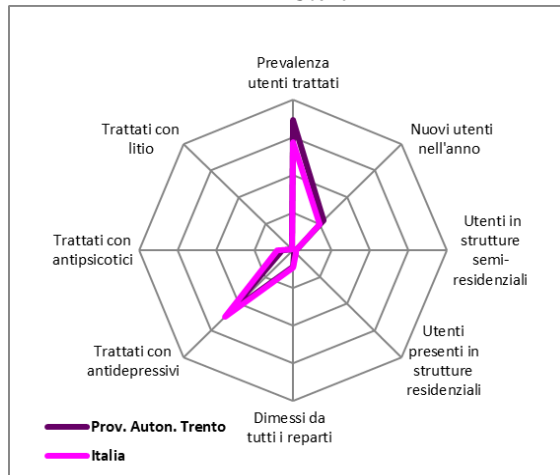 Prevalenza
utenti trattati
Nuovi utenti
nell'anno
Utenti in
strutture
semi-
residenziali
Utenti
presenti in
strutture
residenziali
Dimessi da
tutti i reparti
Trattati con
antidepressivi
Trattati con
antipsicotici
Trattati con
litio
Prov. Auton. Trento
Italia